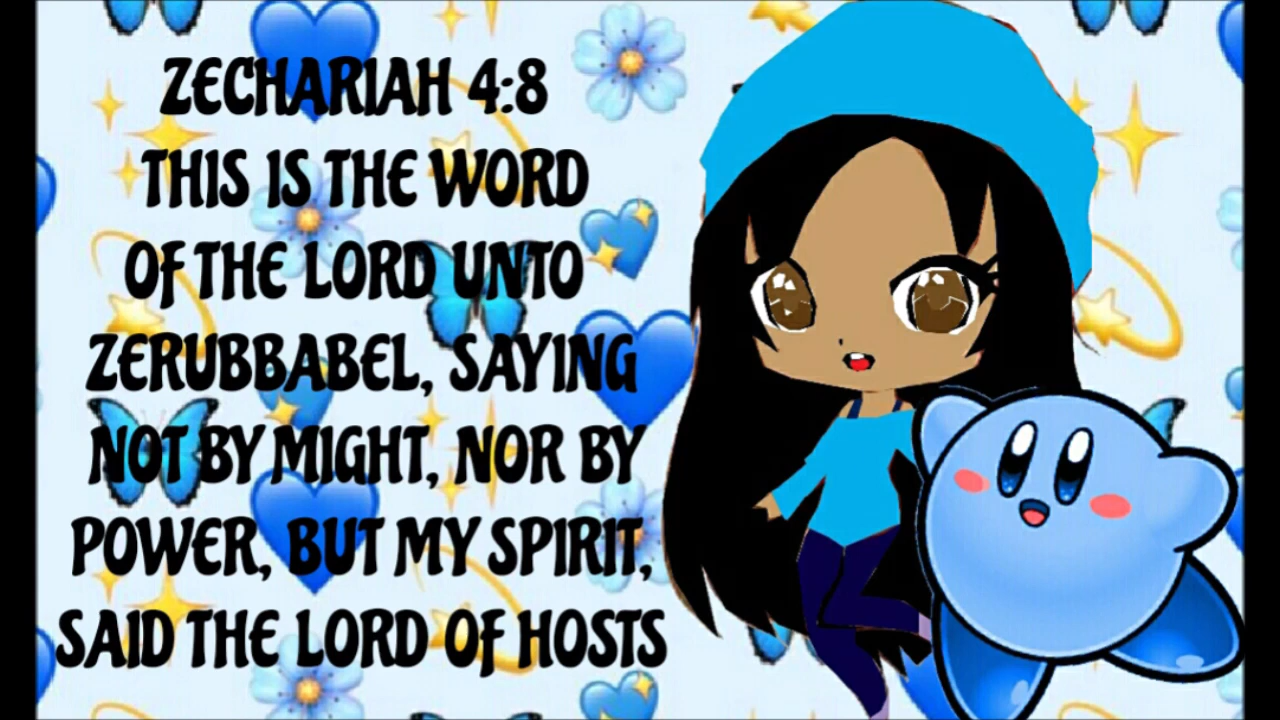 ZECHARIAH 4:8
THIS IS THE WORD
OF THE LORD UNTO
ZERUBBABEL, SAYING
NOT BY MIGHT, NOR BY
POWER, BUT MY SPIRIT,
SAID THE LORD OF HOSTS